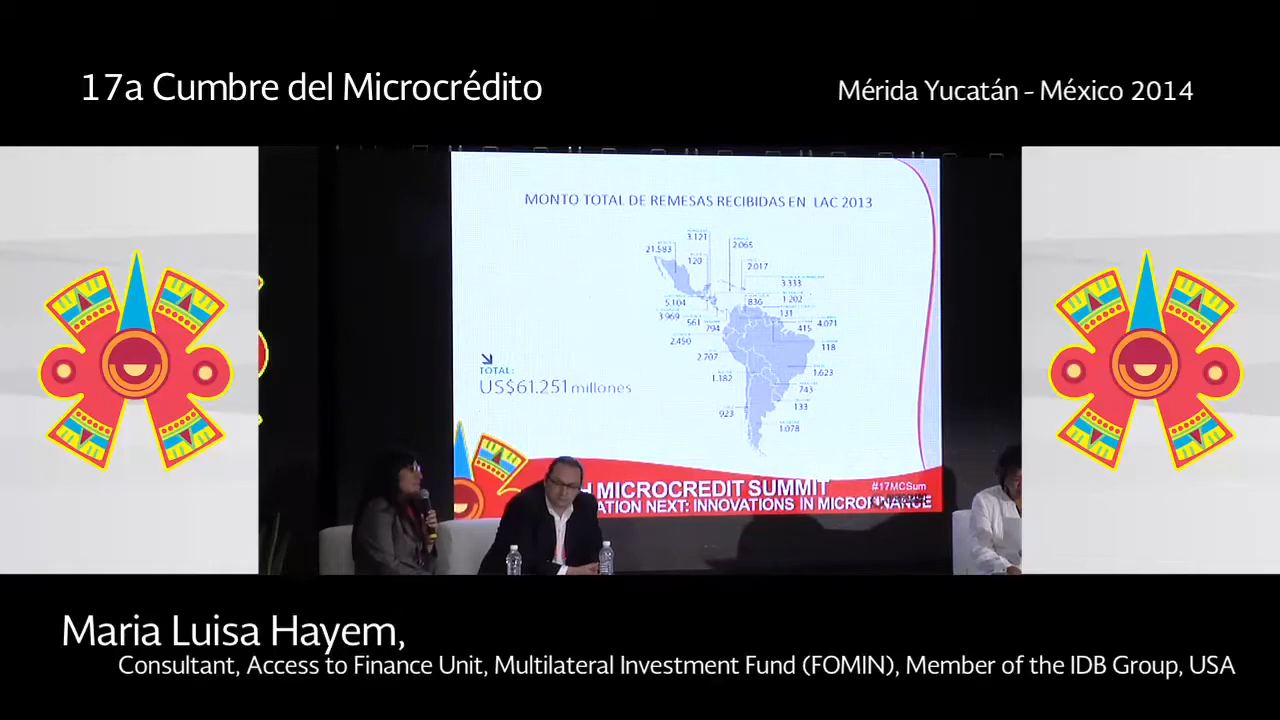 17a Cumbre del Microcrédito
Mérida Yucatán - México 2014
MONTO TOTAL DE REMESAS RECIBIDAS EN LAC 2013
3.121
2.065
21.583
120
2.017
3.333
5.104
836
1.202
131
3.969
561
794
415
4.071
2.450
118
2.707
1.182
1.623
743
923
133
1.078
TOTAL:
US$61.251 millones
H MICROCREDIT SUMMIT
#17MCSum
ATION NEXT: INNOVATIONS IN MICROFINANCE
Maria Luisa Hayem,
Consultant, Access to Finance Unit, Multilateral Investment Fund (FOMIN), Member of the IDB Group, USA